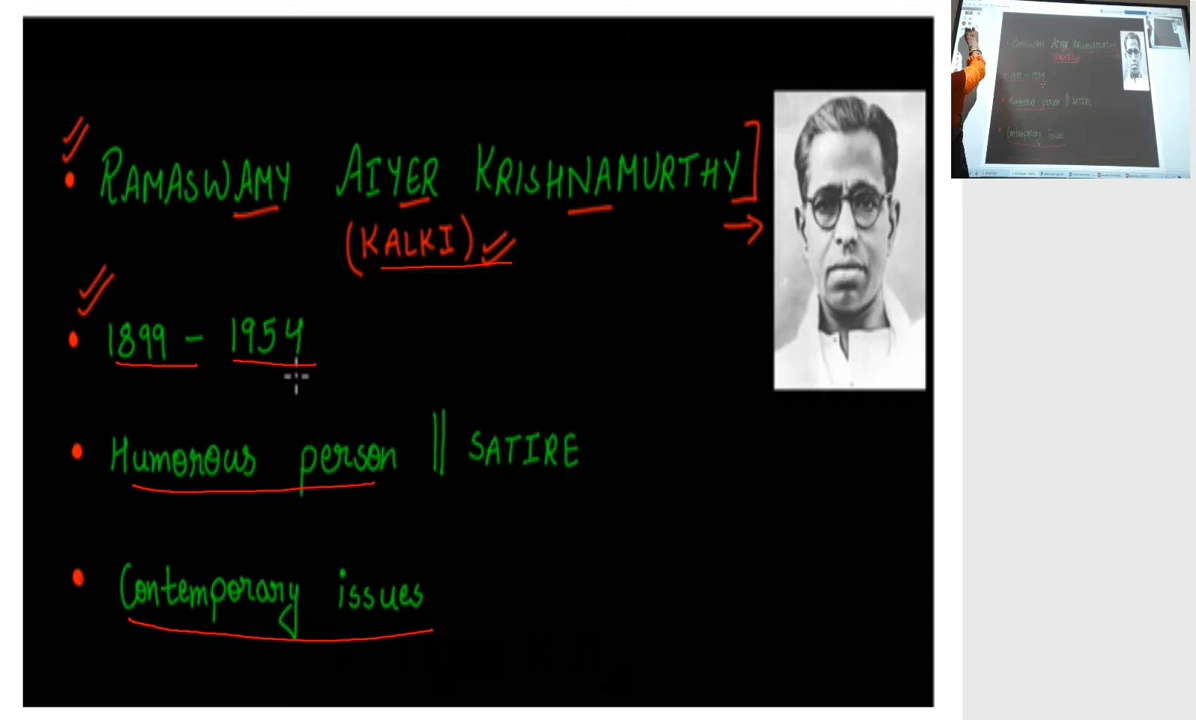 RAMASWAMY AIYER KRISHNAMURTHY
(KALKI)
1899 - 1954
Humorous person || SATIRE
Contemporary issues